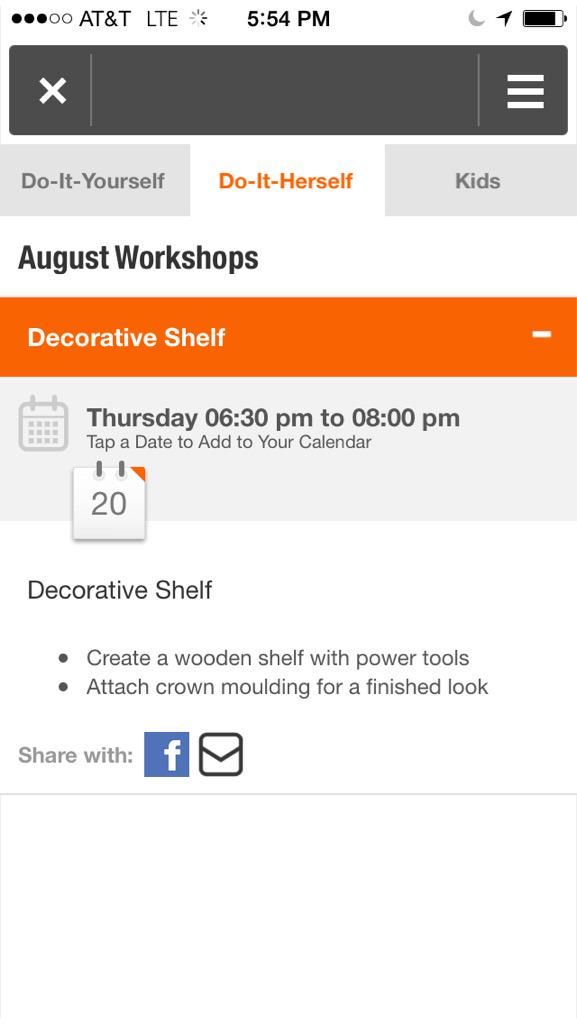 AT&T LTE 5:54 PM
Do-It-Yourself Do-It-Herself Kids
August Workshops
Decorative Shelf
Thursday 06:30 pm to 08:00 pm
Tap a Date to Add to Your Calendar
20
Decorative Shelf
• Create a wooden shelf with power tools
• Attach crown moulding for a finished look
Share with: f